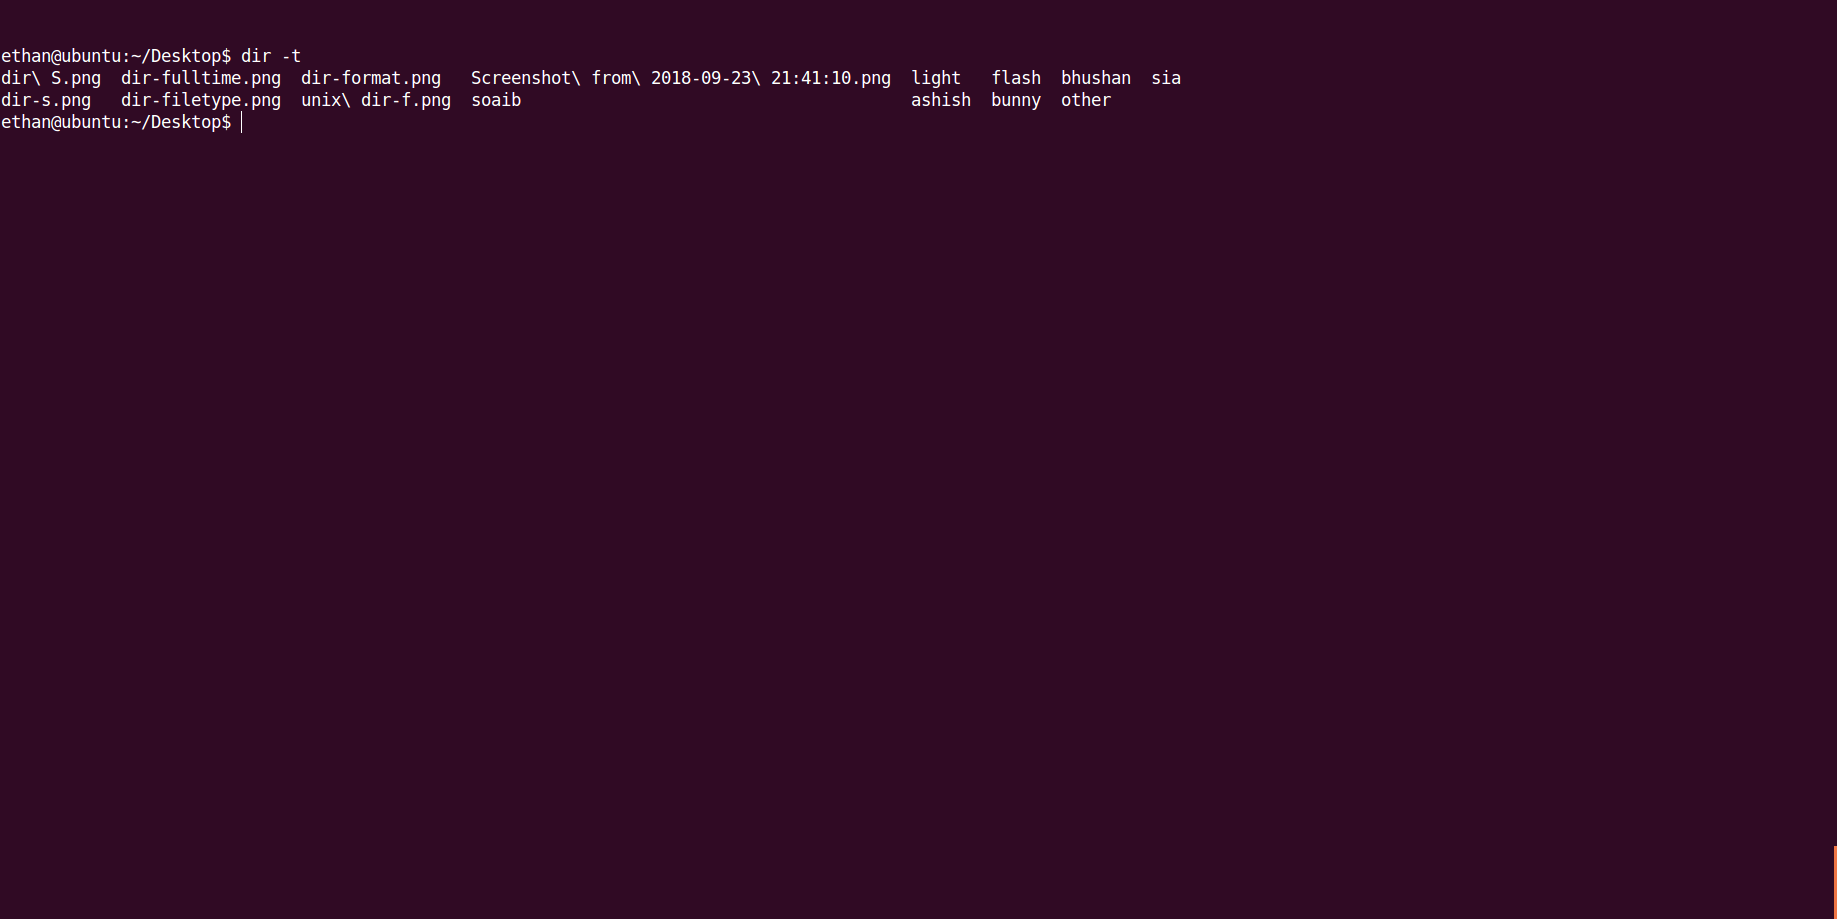 ethan@ubuntu:~/Desktop$ dir -t
dir\ S.png  dir-fulltime.png  dir-format.png   Screenshot\ from\ 2018-09-23\ 21:41:10.png  light   flash  bhushan  sia
dir-s.png   dir-filetype.png  unix\ dir-f.png  soaib                                       ashish  bunny  other
ethan@ubuntu:~/Desktop$